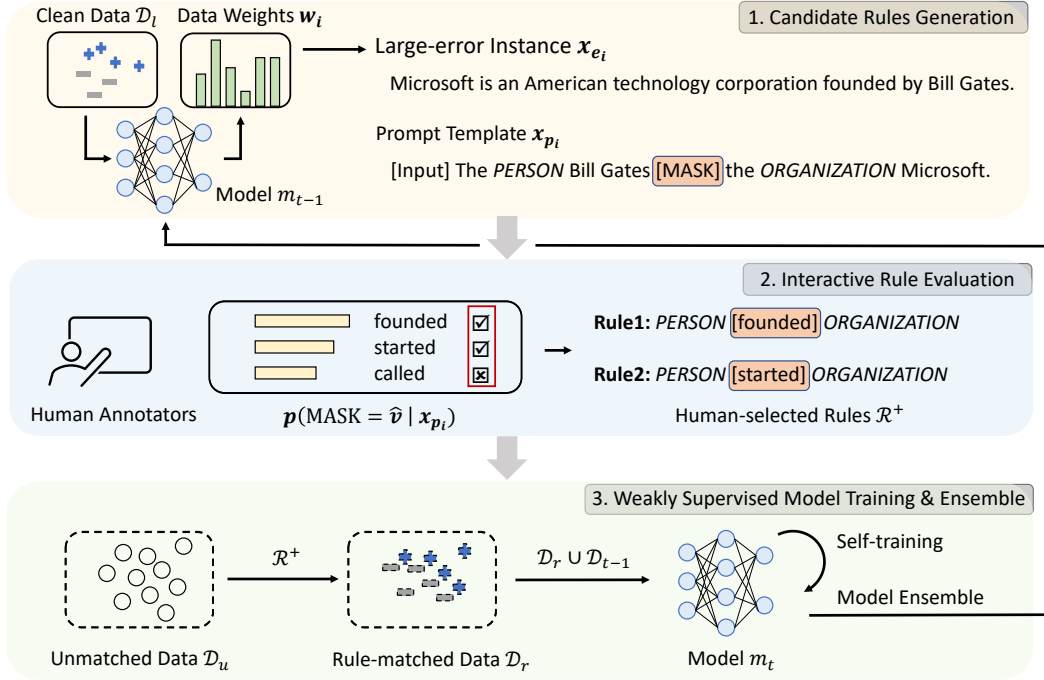 Clean Data 𝒟ₗ
Data Weights 𝒘ᵢ
1. Candidate Rules Generation
Large-error Instance 𝒙ₑᵢ
Microsoft is an American technology corporation founded by Bill Gates.
Prompt Template 𝒙ₚᵢ
[Input] The PERSON Bill Gates [MASK] the ORGANIZATION Microsoft.
Model mₜ₋₁
2. Interactive Rule Evaluation
founded
started
called
Rule1: PERSON [founded] ORGANIZATION
Rule2: PERSON [started] ORGANIZATION
Human Annotators
𝒑(MASK = 𝒗̂ | 𝒙ₚᵢ)
Human-selected Rules ℛ⁺
3. Weakly Supervised Model Training & Ensemble
ℛ⁺
𝒟ᵣ ∪ 𝒟ₜ₋₁
Self-training
Model Ensemble
Unmatched Data 𝒟ᵤ
Rule-matched Data 𝒟ᵣ
Model mₜ